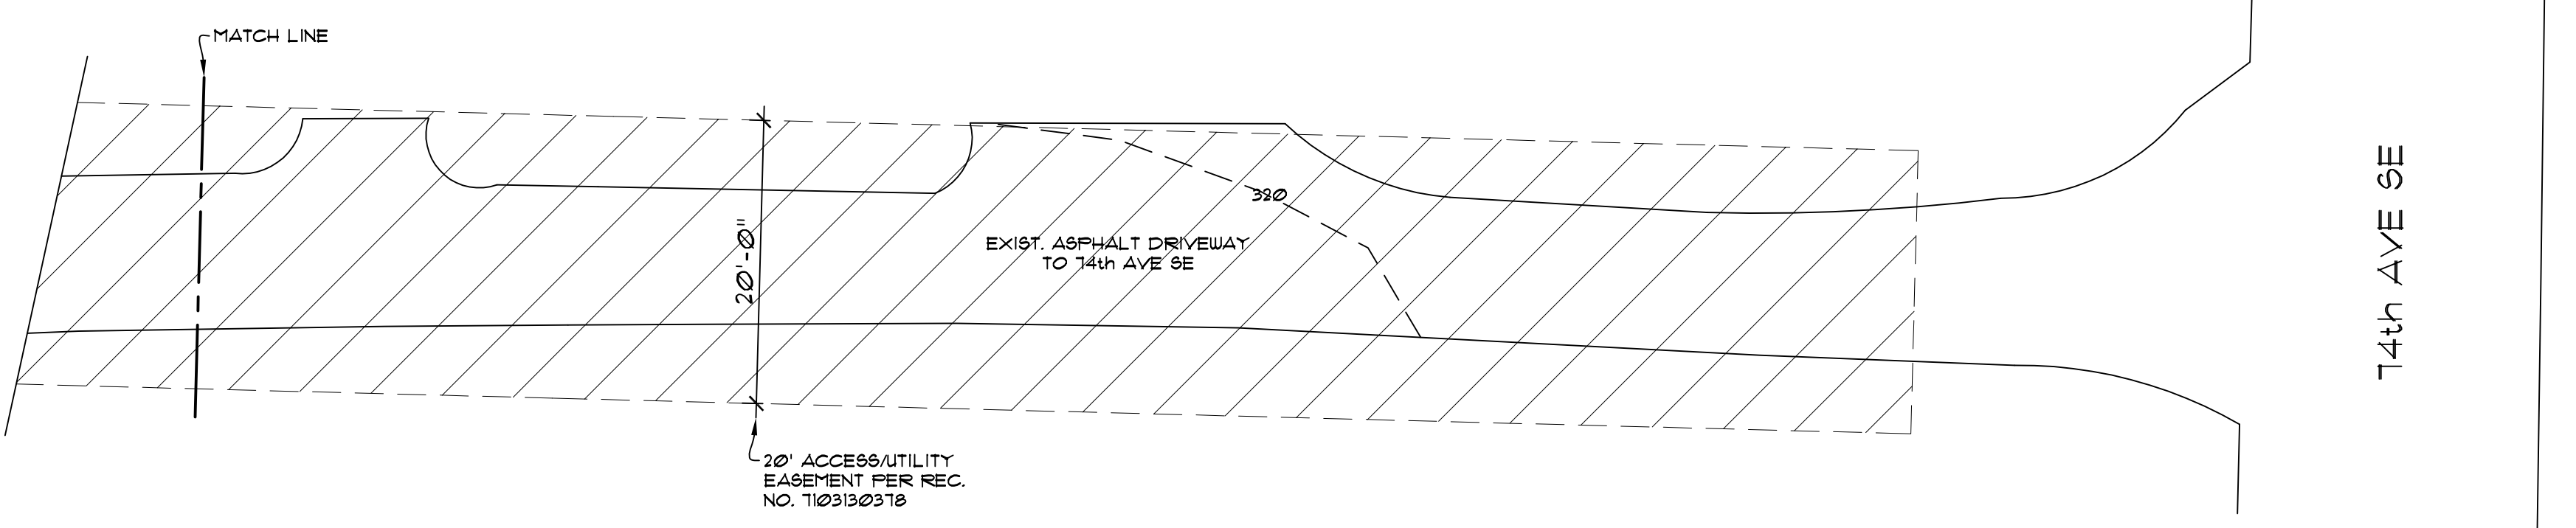 MATCH LINE
20'-0"
320
EXIST. ASPHALT DRIVEWAY
TO 74th AVE SE
20' ACCESS/UTILITY
EASEMENT PER REC.
NO. 7103130378
74th AVE SE